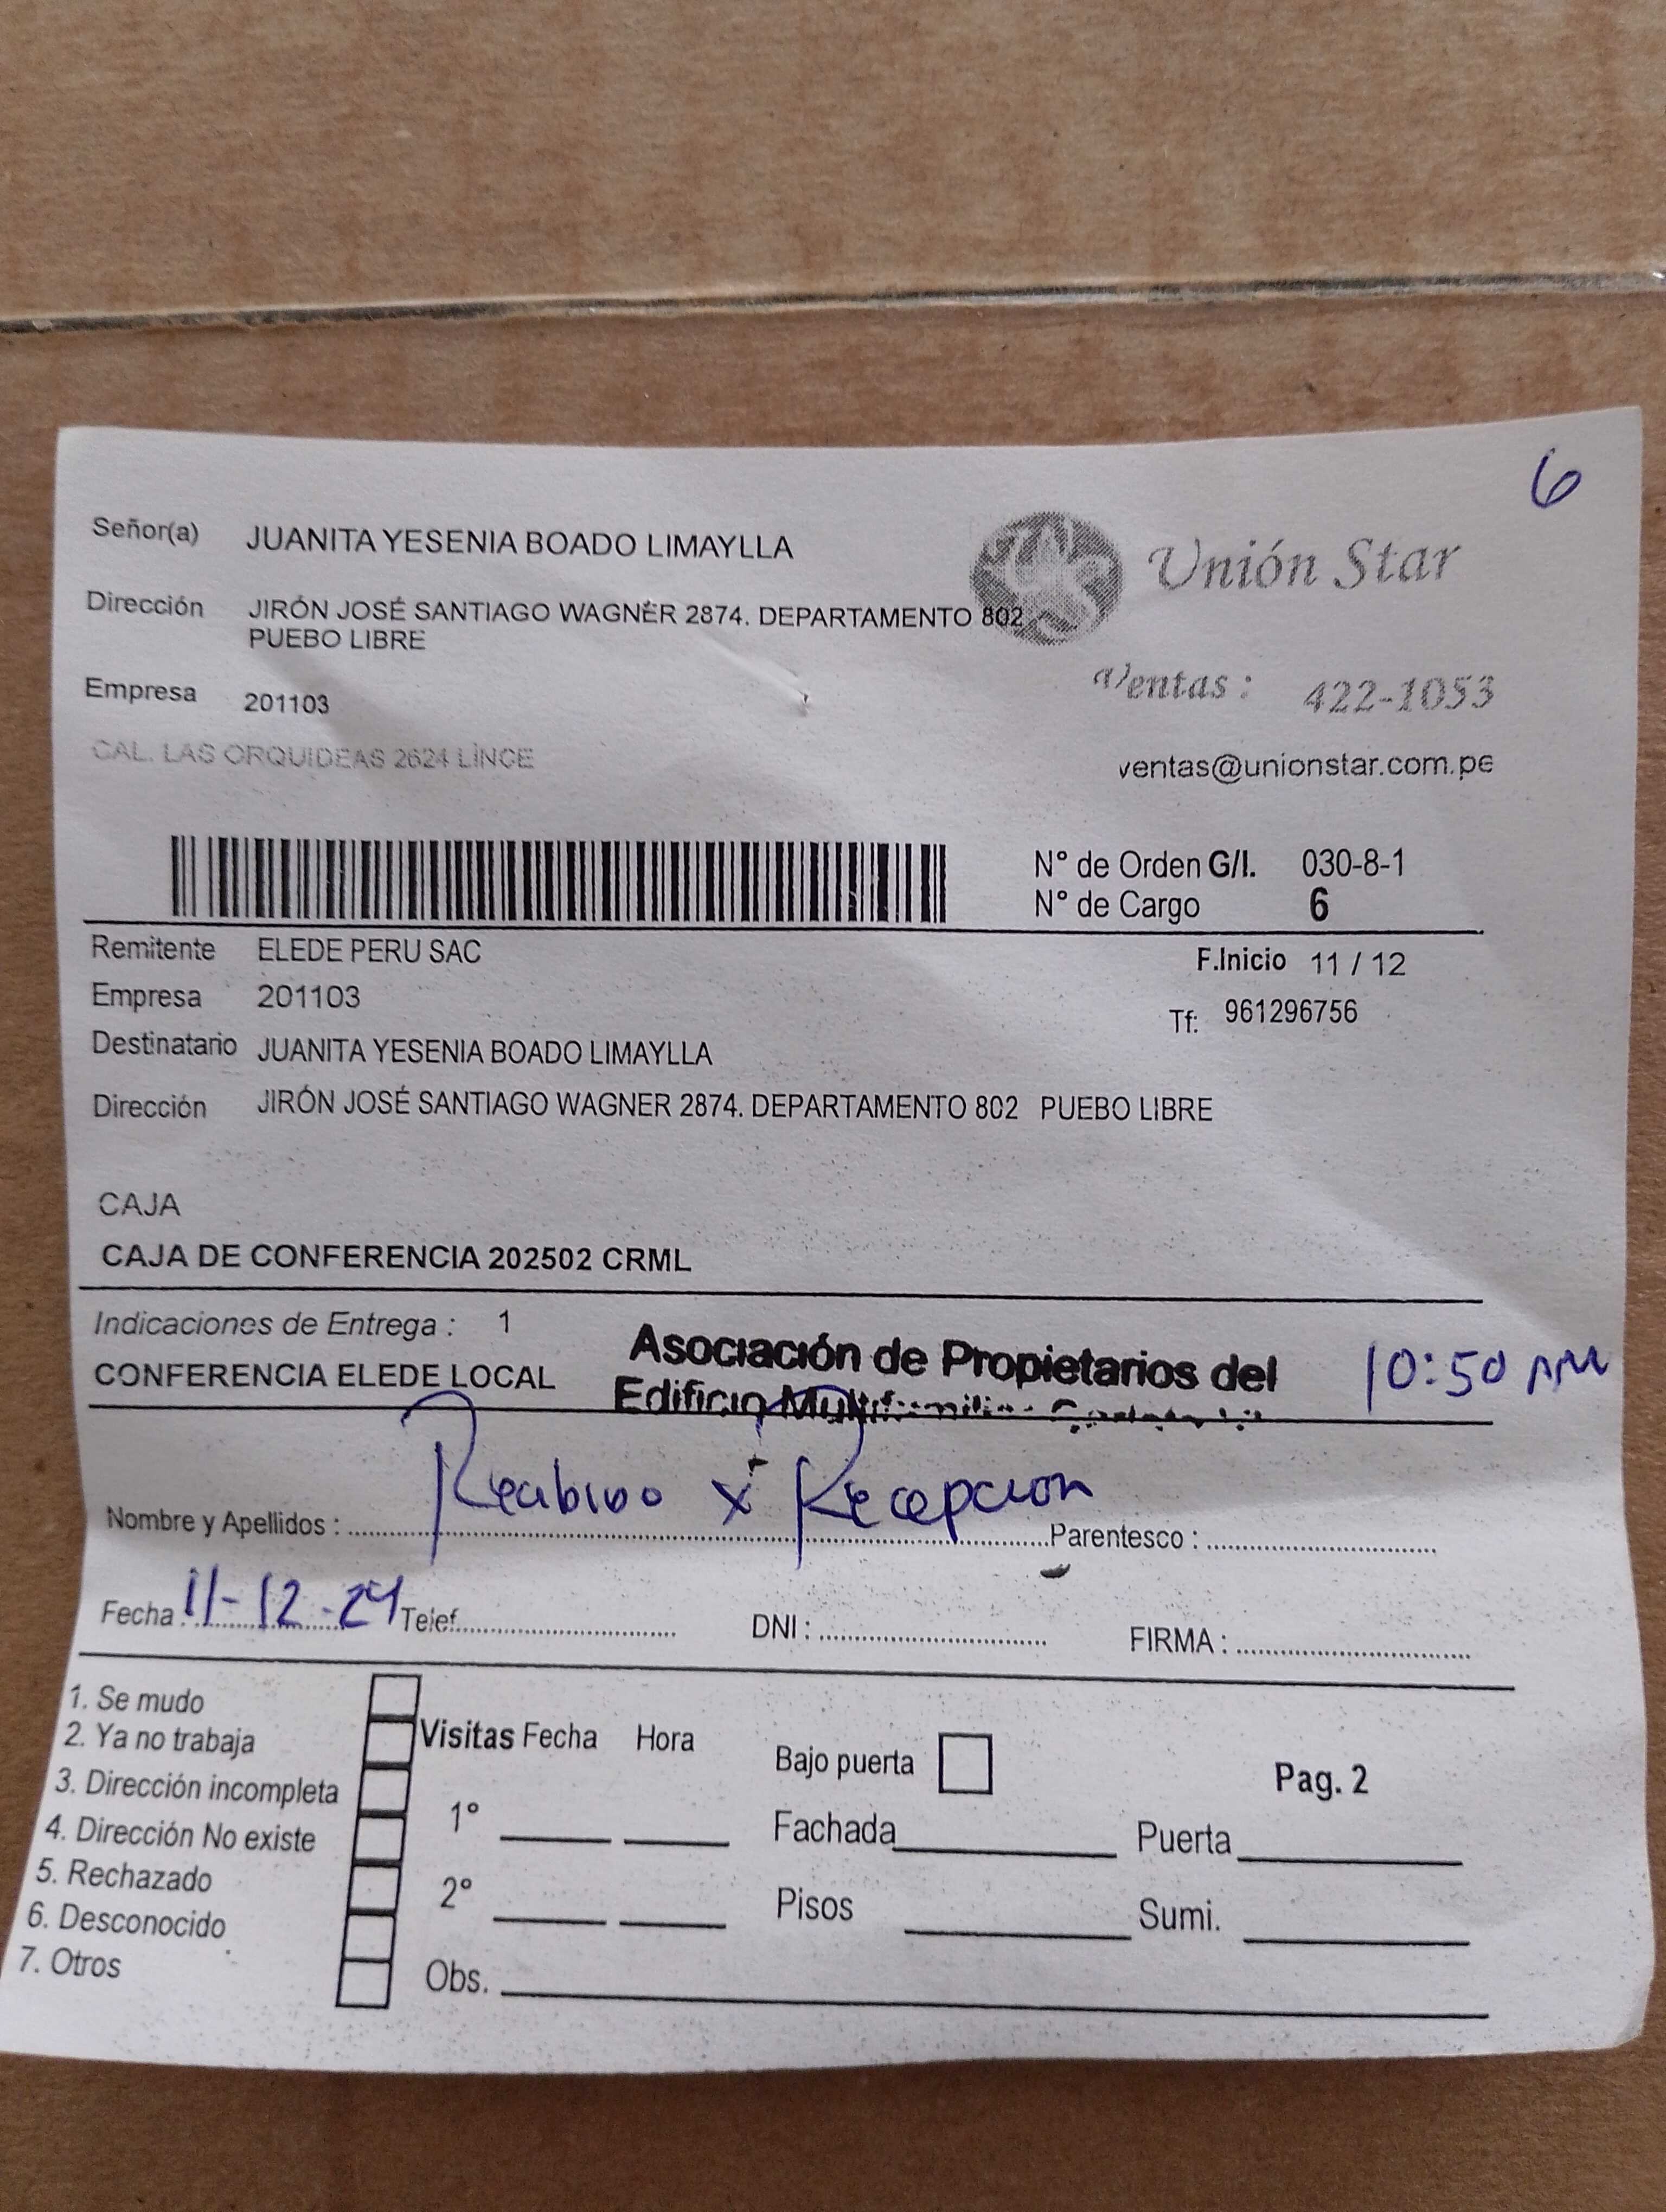 6
Señor(a) JUANITA YESENIA BOADO LIMAYLLA
Unión Star
Dirección JIRÓN JOSÉ SANTIAGO WAGNER 2874. DEPARTAMENTO 802
PUEBO LIBRE
Ventas : 422-1053
Empresa 201103
CAL. LAS ORQUIDEAS 2624 LINCE
ventas@unionstar.com.pe
N° de Orden G/I. 030-8-1
N° de Cargo 6
Remitente ELEDE PERU SAC
F.Inicio 11 / 12
Empresa 201103
Tf: 961296756
Destinatario JUANITA YESENIA BOADO LIMAYLLA
Dirección JIRÓN JOSÉ SANTIAGO WAGNER 2874. DEPARTAMENTO 802 PUEBO LIBRE
CAJA
CAJA DE CONFERENCIA 202502 CRML
Indicaciones de Entrega : 1
Asociación de Propietarios del
10:50 AM
CONFERENCIA ELEDE LOCAL
Edificio Multifamiliar
Recibido x Recepcion
Nombre y Apellidos : Parentesco :
Fecha : 11-12-24 Telef. DNI : FIRMA :
1. Se mudo
2. Ya no trabaja
3. Dirección incompleta
4. Dirección No existe
5. Rechazado
6. Desconocido
7. Otros
Visitas Fecha Hora
1°
2°
Obs.
Bajo puerta
Pag. 2
Fachada Puerta
Pisos Sumi.